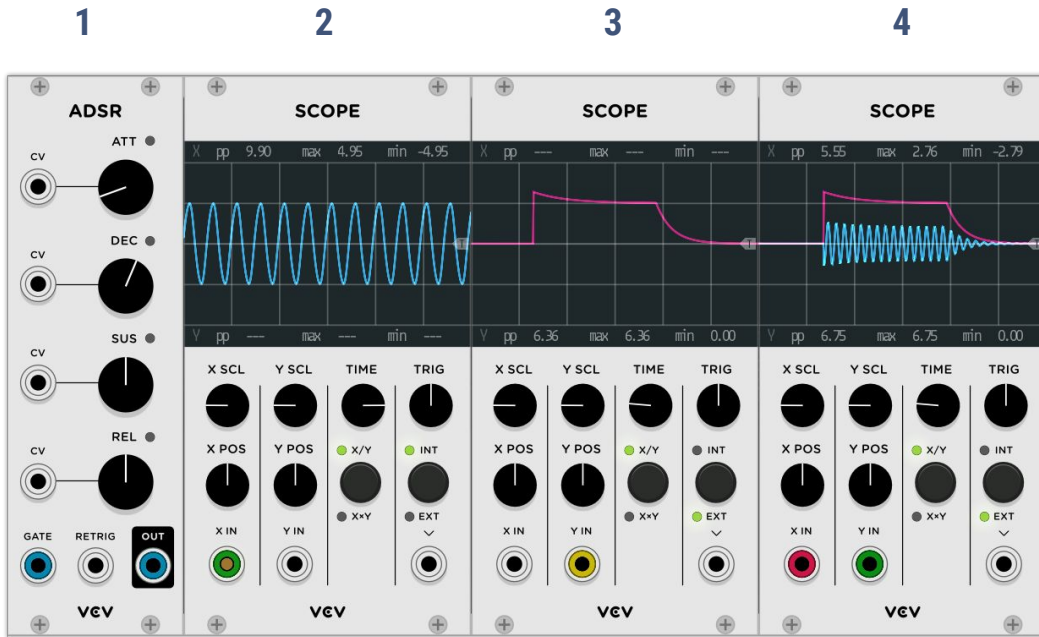 1 2 3 4
ADSR
ATT
CV
DEC
CV
SUS
CV
REL
CV
GATE RETRIG OUT
VCV
SCOPE
X pp 9.90 max 4.95 min -4.95
T
Y pp --- max --- min ---
X SCL Y SCL TIME TRIG
X POS Y POS X/Y INT
X×Y EXT
X IN Y IN
VCV
SCOPE
X pp --- max --- min ---
T
Y pp 6.36 max 6.36 min 0.00
X SCL Y SCL TIME TRIG
X POS Y POS X/Y INT
X×Y EXT
X IN Y IN
VCV
SCOPE
X pp 5.55 max 2.76 min -2.79
Y pp 6.75 max 6.75 min 0.00
X SCL Y SCL TIME TRIG
X POS Y POS X/Y INT
X×Y EXT
X IN Y IN
VCV